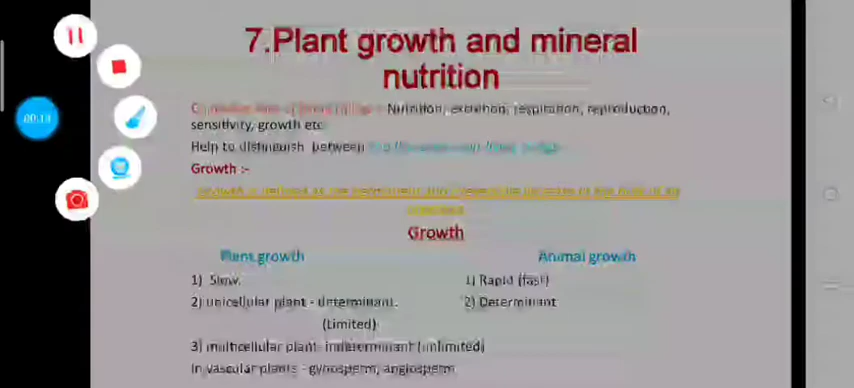 7.Plant growth and mineral
nutrition
Nutrition, excretion, respiration, reproduction,
sensitivity, growth etc
Help to distinguish between
Growth :-
Growth
Plant growth
Animal growth
1) Slow.
1) Rapid (fast)
2) unicellular plant - determinant.
2) Determinant
(Limited)
3) multicellular plant- indeterminant (unlimited)
In vascular plants - gynosperm, angiosperm